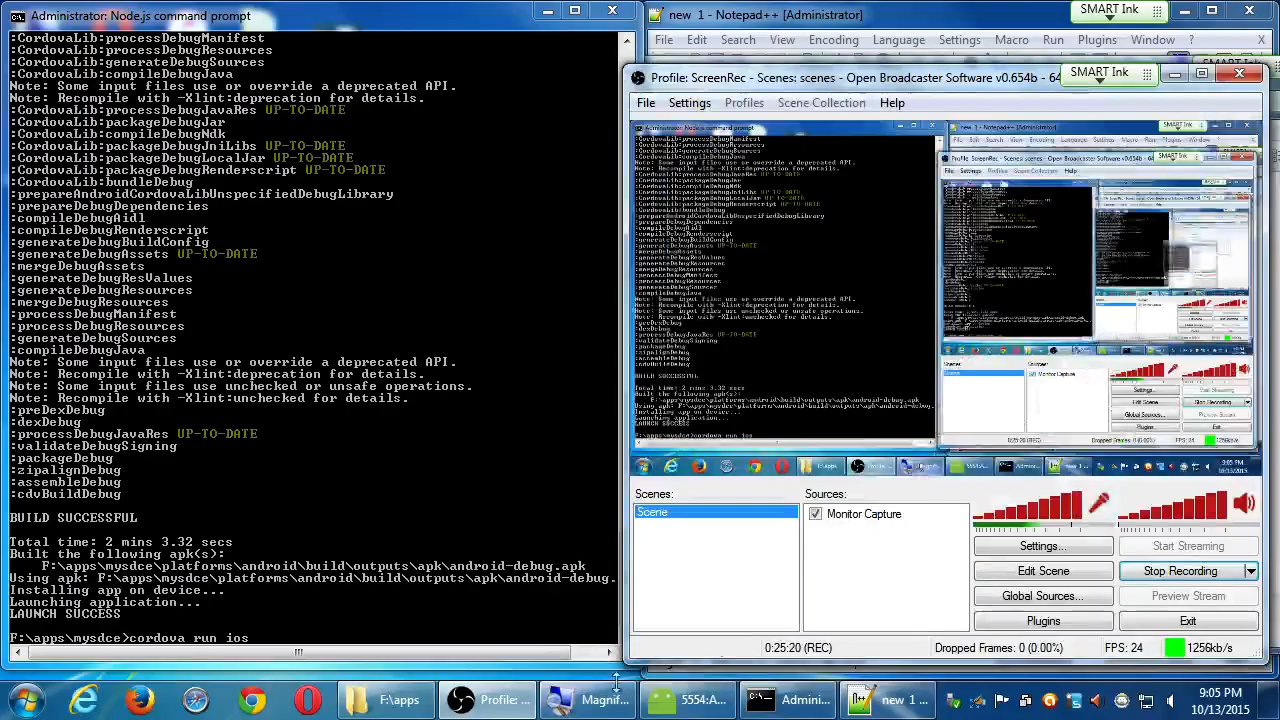 Administrator: Node.js command prompt
:CordovaLib:processDebugManifest
:CordovaLib:processDebugResources
:CordovaLib:generateDebugSources
:CordovaLib:compileDebugJava
Note: Some input files use or override a deprecated API.
Note: Recompile with -Xlint:deprecation for details.
:CordovaLib:processDebugJavaRes UP-TO-DATE
:CordovaLib:packageDebugJar
:CordovaLib:compileDebugNdk
:CordovaLib:packageDebugJniLibs UP-TO-DATE
:CordovaLib:packageDebugLocalJar UP-TO-DATE
:CordovaLib:packageDebugRenderscript UP-TO-DATE
:CordovaLib:bundleDebug
:prepareAndroidCordovaLibUnspecifiedDebugLibrary
:prepareDebugDependencies
:compileDebugAidl
:compileDebugRenderscript
:generateDebugBuildConfig
:generateDebugAssets UP-TO-DATE
:mergeDebugAssets
:generateDebugResValues
:generateDebugResources
:mergeDebugResources
:processDebugManifest
:processDebugResources
:generateDebugSources
:compileDebugJava
Note: Some input files use or override a deprecated API.
Note: Recompile with -Xlint:deprecation for details.
Note: Some input files use unchecked or unsafe operations.
Note: Recompile with -Xlint:unchecked for details.
:preDexDebug
:dexDebug
:processDebugJavaRes UP-TO-DATE
:validateDebugSigning
:packageDebug
:zipalignDebug
:assembleDebug
:cdvBuildDebug
BUILD SUCCESSFUL
Total time: 2 mins 3.32 secs
Built the following apk(s):
F:\apps\mysdce\platforms\android\build\outputs\apk\android-debug.apk
Using apk: F:\apps\mysdce\platforms\android\build\outputs\apk\android-debug.
Installing app on device...
Launching application...
LAUNCH SUCCESS
F:\apps\mysdce>cordova run ios
new 1 - Notepad++ [Administrator]
SMART Ink
File Edit Search View Encoding Language Settings Macro Run Plugins Window ? X
Profile: ScreenRec - Scenes: scenes - Open Broadcaster Software v0.654b - 64
SMART Ink
File Settings Profiles Scene Collection Help
Scenes:
Scene
Sources:
Monitor Capture
Settings...
Start Streaming
Edit Scene
Stop Recording
Global Sources...
Preview Stream
Plugins
Exit
0:25:20 (REC)
Dropped Frames: 0 (0.00%)
FPS: 24
1256kb/s
F:\apps
Profile: ...
Magnif...
5554:A...
Admini...
new 1 ...
9:05 PM
10/13/2015